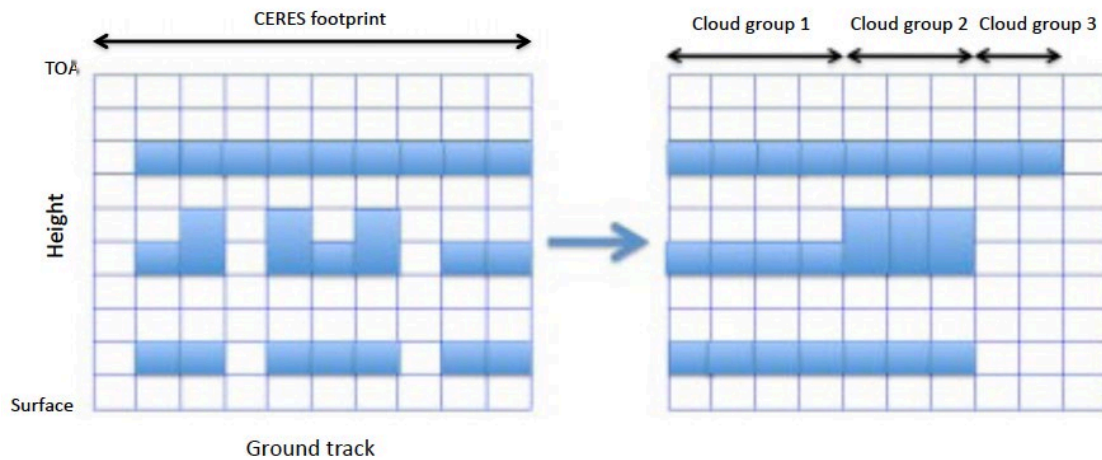 CERES footprint
Cloud group 1
Cloud group 2
Cloud group 3
TOA
Height
Surface
Ground track